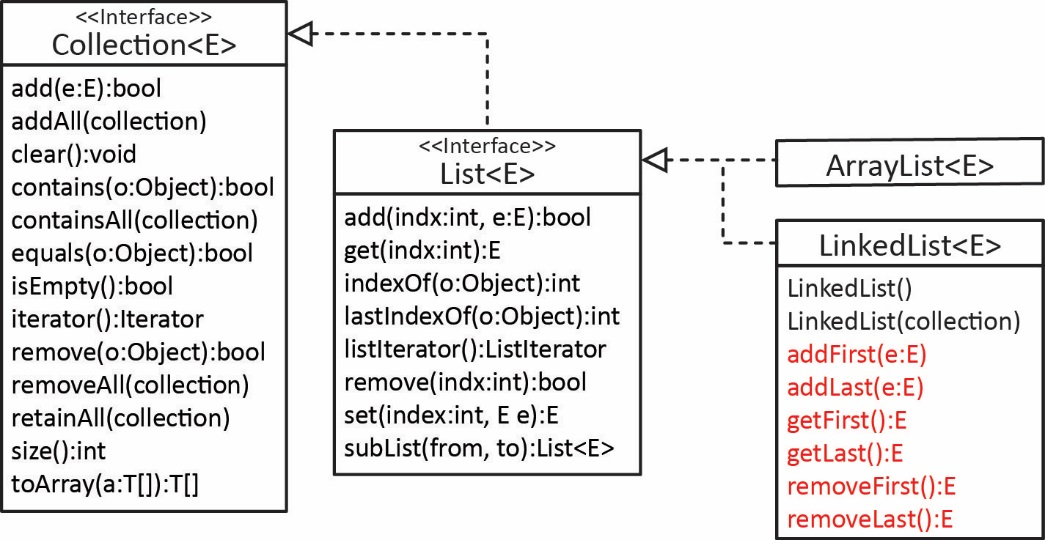 <<Interface>>
Collection<E>
add(e:E):bool
addAll(collection)
clear():void
contains(o:Object):bool
containsAll(collection)
equals(o:Object):bool
isEmpty():bool
iterator():Iterator
remove(o:Object):bool
removeAll(collection)
retainAll(collection)
size():int
toArray(a:T[]):T[]
<<Interface>>
List<E>
add(indx:int, e:E):bool
get(indx:int):E
indexOf(o:Object):int
lastIndexOf(o:Object):int
listIterator():ListIterator
remove(indx:int):bool
set(index:int, E e):E
subList(from, to):List<E>
ArrayList<E>
LinkedList<E>
LinkedList()
LinkedList(collection)
addFirst(e:E)
addLast(e:E)
getFirst():E
getLast():E
removeFirst():E
removeLast():E